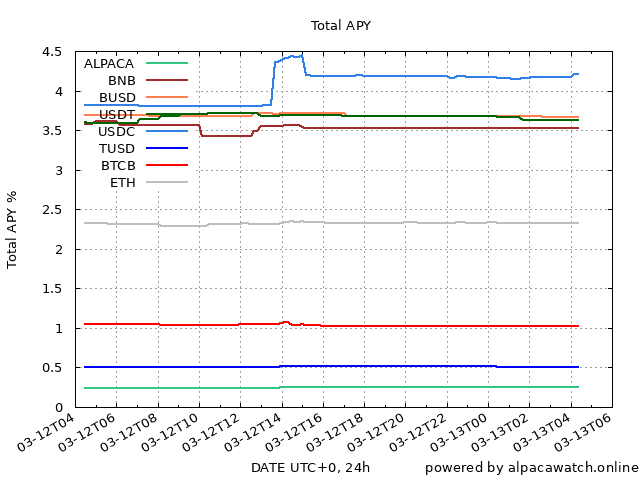 Total APY
Total APY %
4.5
4
3.5
3
2.5
2
1.5
1
0.5
0
ALPACA
BNB
BUSD
USDT
USDC
TUSD
BTCB
ETH
03-12T04
03-12T06
03-12T08
03-12T10
03-12T12
03-12T14
03-12T16
03-12T18
03-12T20
03-12T22
03-13T00
03-13T02
03-13T04
03-13T06
DATE UTC+0, 24h
powered by alpacawatch.online